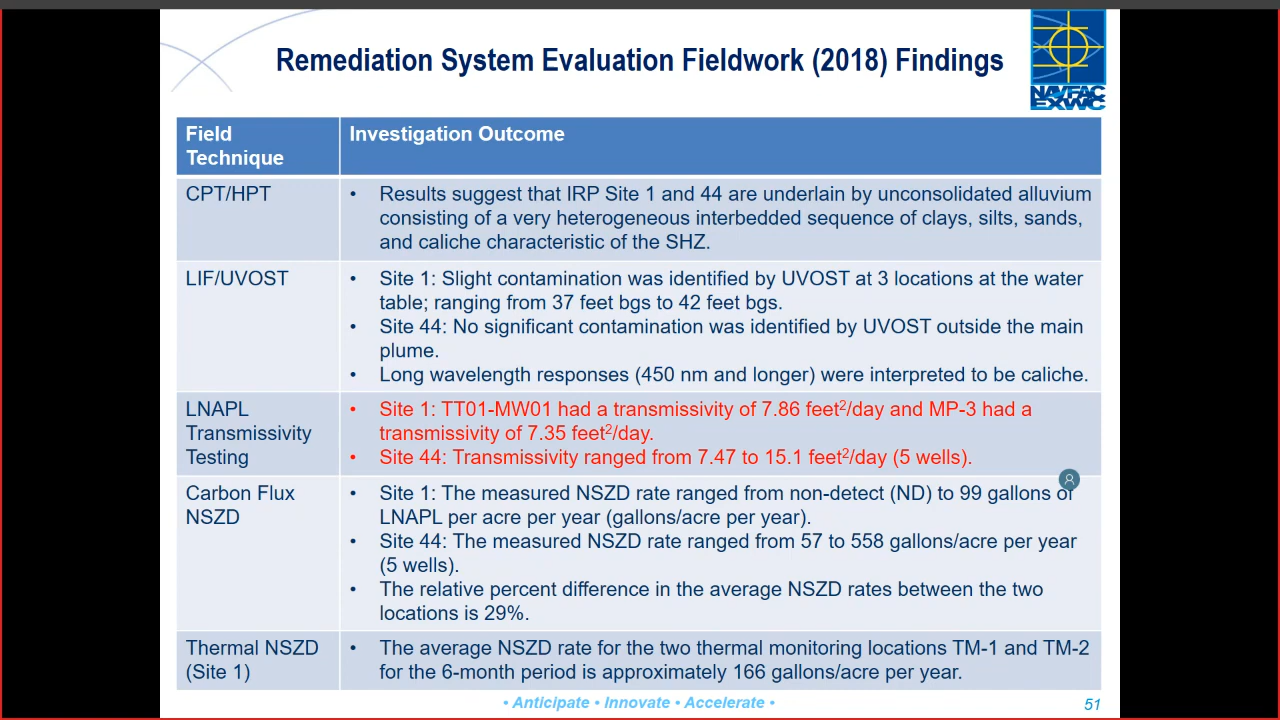 Remediation System Evaluation Fieldwork (2018) Findings
NAVFAC
EXWC
Field
Technique
Investigation Outcome
CPT/HPT
• Results suggest that IRP Site 1 and 44 are underlain by unconsolidated alluvium
consisting of a very heterogeneous interbedded sequence of clays, silts, sands,
and caliche characteristic of the SHZ.
LIF/UVOST
• Site 1: Slight contamination was identified by UVOST at 3 locations at the water
table; ranging from 37 feet bgs to 42 feet bgs.
• Site 44: No significant contamination was identified by UVOST outside the main
plume.
• Long wavelength responses (450 nm and longer) were interpreted to be caliche.
LNAPL
Transmissivity
Testing
• Site 1: TT01-MW01 had a transmissivity of 7.86 feet²/day and MP-3 had a
transmissivity of 7.35 feet²/day.
• Site 44: Transmissivity ranged from 7.47 to 15.1 feet²/day (5 wells).
Carbon Flux
NSZD
• Site 1: The measured NSZD rate ranged from non-detect (ND) to 99 gallons of
LNAPL per acre per year (gallons/acre per year).
• Site 44: The measured NSZD rate ranged from 57 to 558 gallons/acre per year
(5 wells).
• The relative percent difference in the average NSZD rates between the two
locations is 29%.
Thermal NSZD
(Site 1)
• The average NSZD rate for the two thermal monitoring locations TM-1 and TM-2
for the 6-month period is approximately 166 gallons/acre per year.
• Anticipate • Innovate • Accelerate •
51